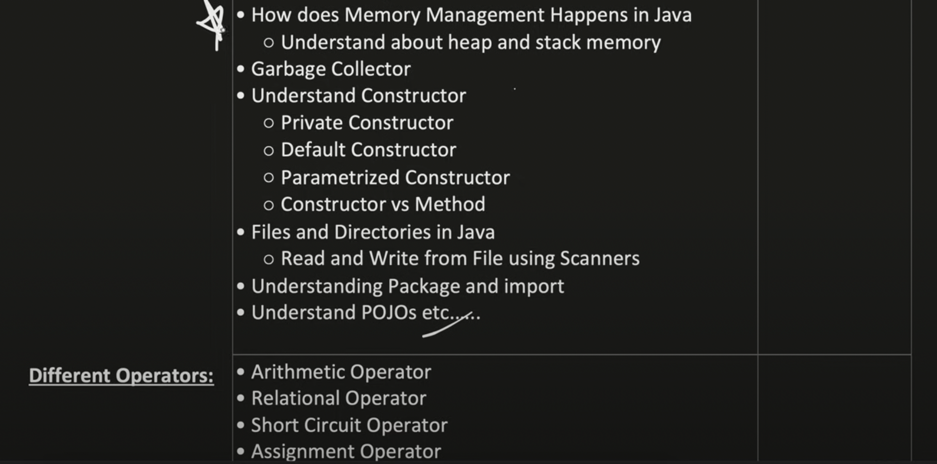 • How does Memory Management Happens in Java
○ Understand about heap and stack memory
• Garbage Collector
• Understand Constructor
○ Private Constructor
○ Default Constructor
○ Parametrized Constructor
○ Constructor vs Method
• Files and Directories in Java
○ Read and Write from File using Scanners
• Understanding Package and import
• Understand POJOs etc.....
Different Operators:
• Arithmetic Operator
• Relational Operator
• Short Circuit Operator
• Assignment Operator